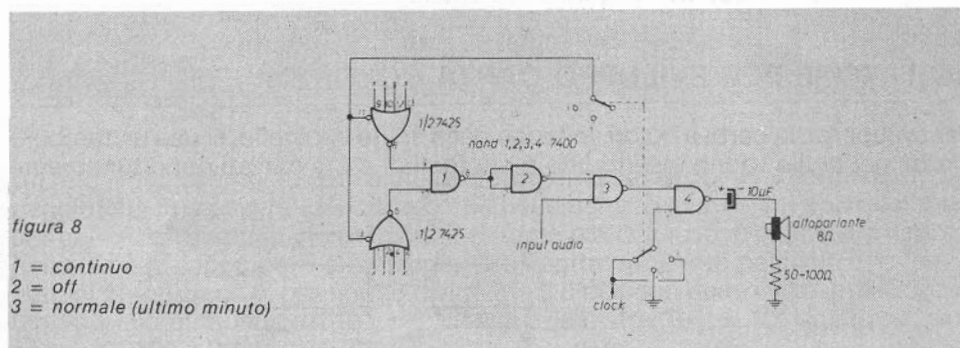 1/2 7425
nand 1,2,3,4 7400
1
2
3
4
+
10µF
altoparlante
8Ω
50-100Ω
input audio
1/2 7425
clock
figura 8
1 = continuo
2 = off
3 = normale (ultimo minuto)